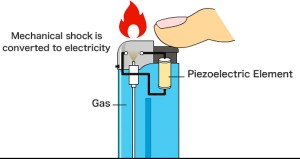 Mechanical shock is
converted to electricity
Piezoelectric Element
Gas